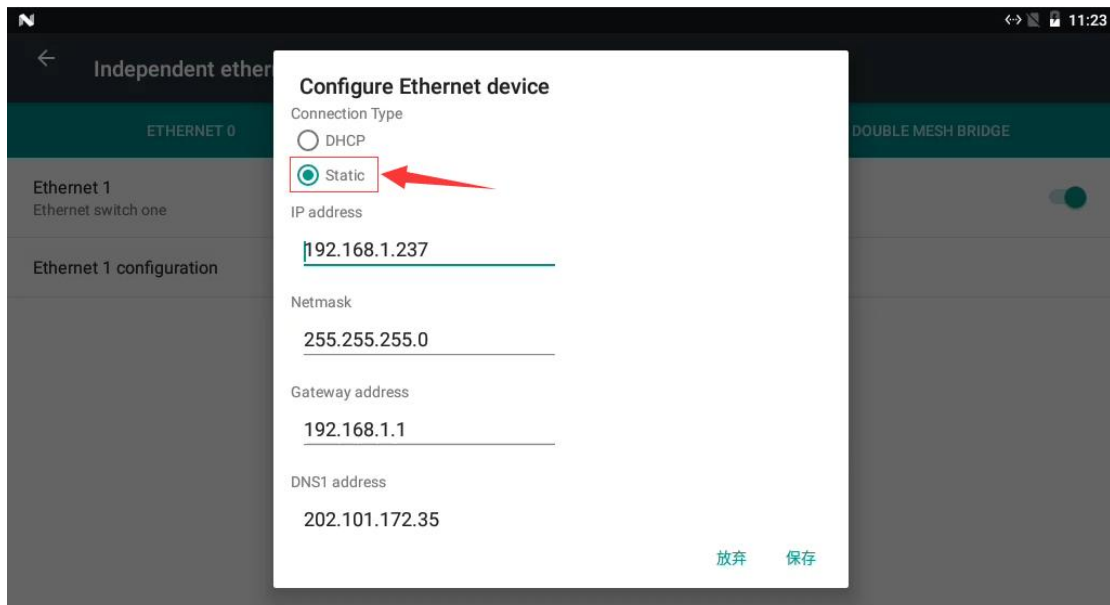 11:23
Independent ether
Configure Ethernet device
ETHERNET 0
DOUBLE MESH BRIDGE
Ethernet 1
Ethernet switch one
Ethernet 1 configuration
Connection Type
DHCP
Static
IP address
192.168.1.237
Netmask
255.255.255.0
Gateway address
192.168.1.1
DNS1 address
202.101.172.35
放弃 保存